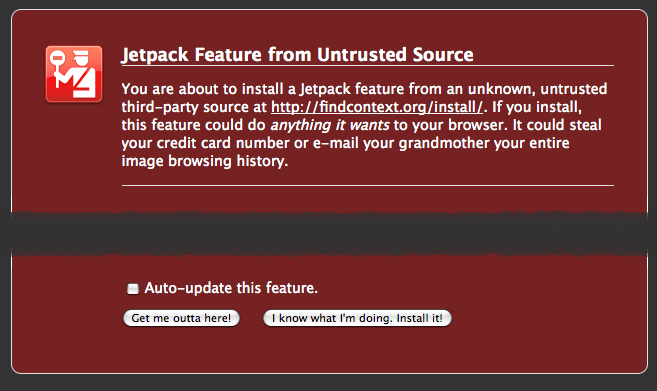 Jetpack Feature from Untrusted Source
You are about to install a Jetpack feature from an unknown, untrusted
third-party source at http://findcontext.org/install/. If you install,
this feature could do anything it wants to your browser. It could steal
your credit card number or e-mail your grandmother your entire
image browsing history.
Auto-update this feature.
Get me outta here!
I know what I'm doing. Install it!